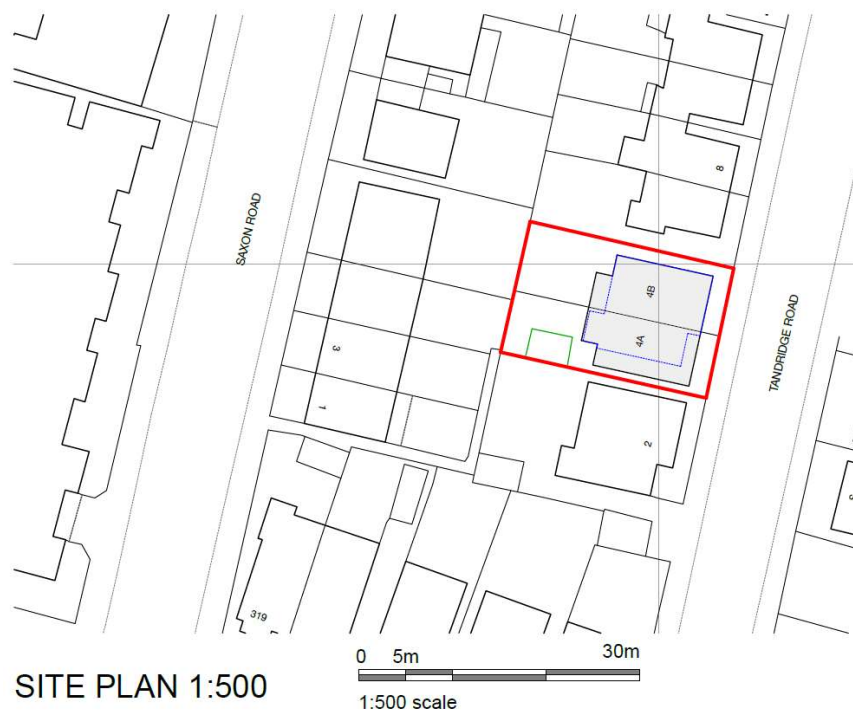 8
SAXON ROAD
4B
TANDRIDGE ROAD
4A
3
1
2
319
0 5m 30m
SITE PLAN 1:500
1:500 scale